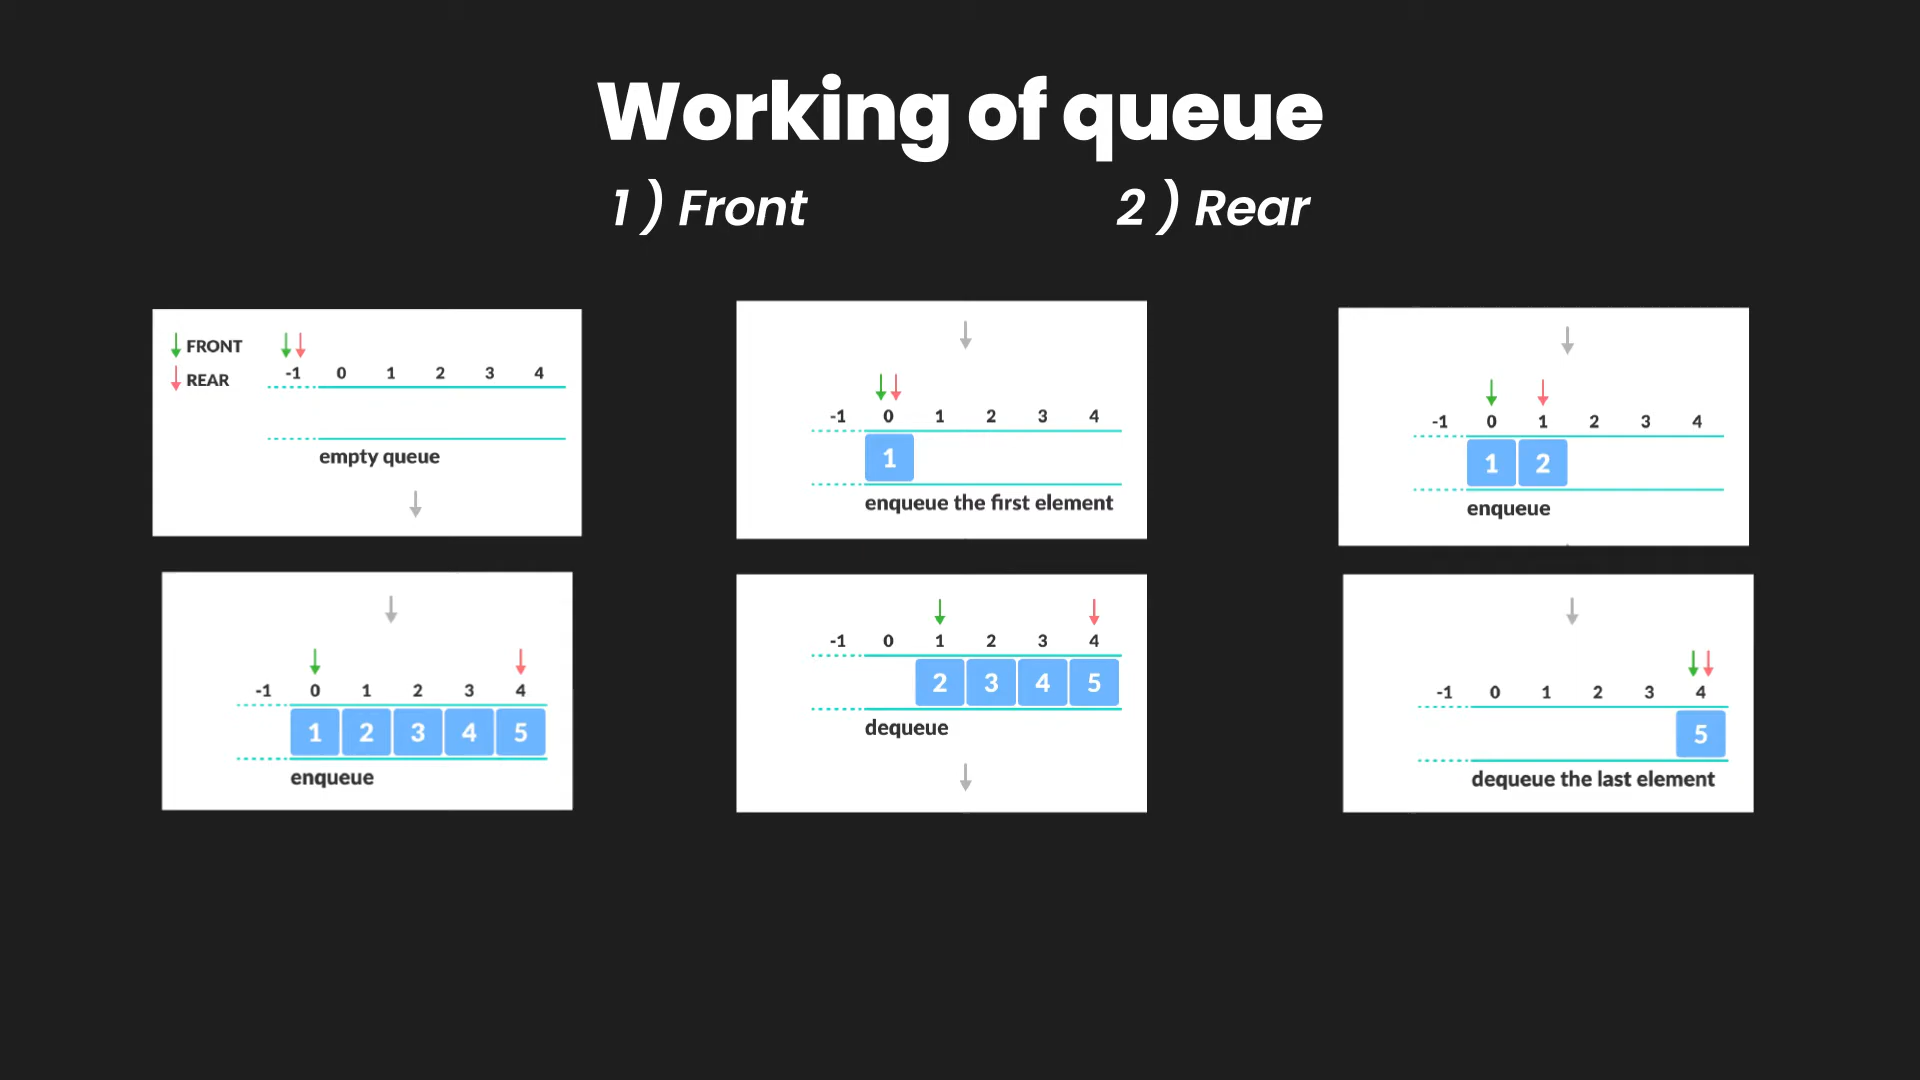 Working of queue
1 ) Front 2 ) Rear
FRONT
REAR
-1 0 1 2 3 4
empty queue
-1 0 1 2 3 4
1
enqueue the first element
-1 0 1 2 3 4
1 2
enqueue
-1 0 1 2 3 4
1 2 3 4 5
enqueue
-1 0 1 2 3 4
2 3 4 5
dequeue
-1 0 1 2 3 4
5
dequeue the last element